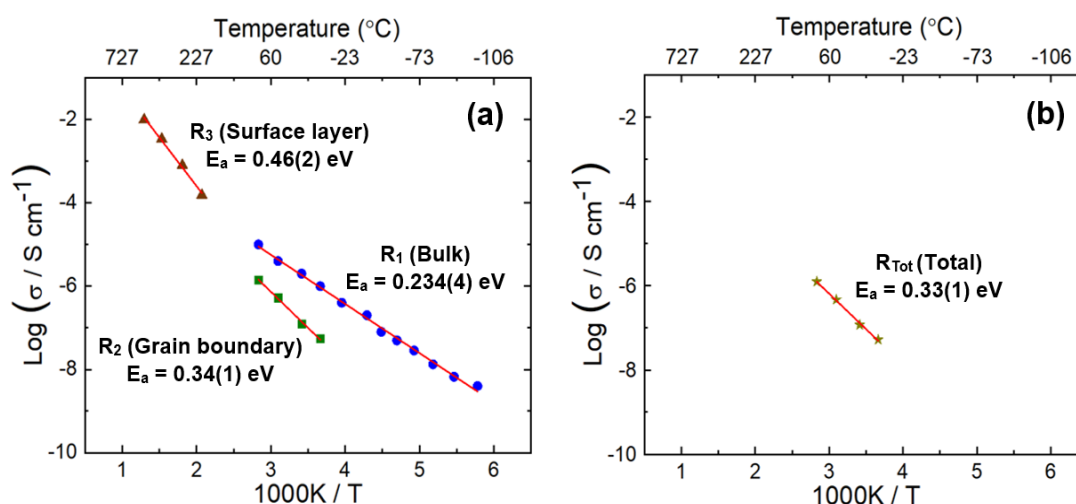 Temperature (°C)
727 227 60 -23 -73 -106
(a)
-2
-4
-6
-8
-10
Log (σ / S cm⁻¹)
R₃ (Surface layer)
Eₐ = 0.46(2) eV
R₁ (Bulk)
Eₐ = 0.234(4) eV
R₂ (Grain boundary)
Eₐ = 0.34(1) eV
1 2 3 4 5 6
1000K / T
Temperature (°C)
727 227 60 -23 -73 -106
(b)
-2
-4
-6
-8
-10
Log (σ / S cm⁻¹)
R_Tot (Total)
Eₐ = 0.33(1) eV
1 2 3 4 5 6
1000K / T